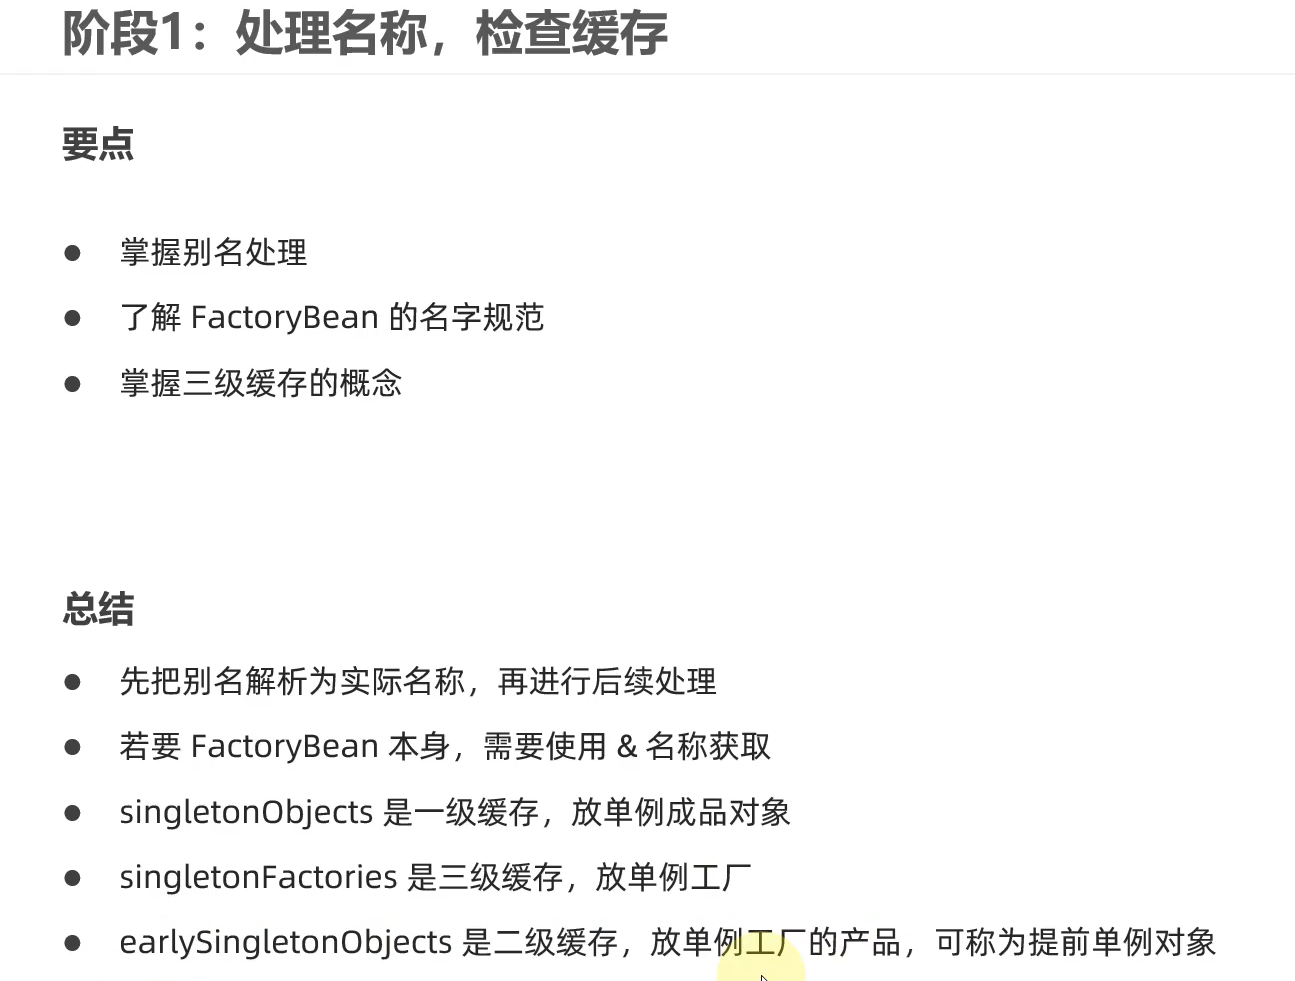 阶段1：处理名称，检查缓存
要点
● 掌握别名处理
● 了解 FactoryBean 的名字规范
● 掌握三级缓存的概念
总结
● 先把别名解析为实际名称，再进行后续处理
● 若要 FactoryBean 本身，需要使用 & 名称获取
● singletonObjects 是一级缓存，放单例成品对象
● singletonFactories 是三级缓存，放单例工厂
● earlySingletonObjects 是二级缓存，放单例工厂的产品，可称为提前单例对象